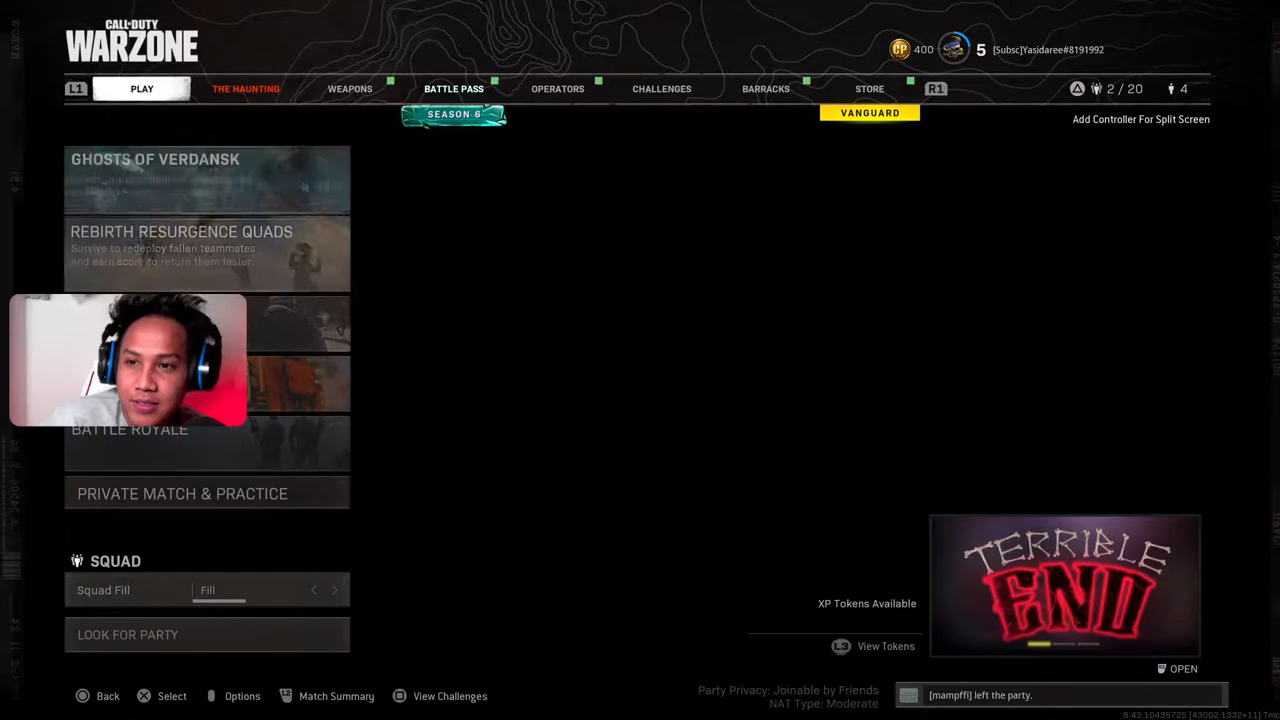 CALL OF DUTY
WARZONE
CP 400 5 [Subsc]Yasidaree#8191992
L1 PLAY THE HAUNTING WEAPONS BATTLE PASS OPERATORS CHALLENGES BARRACKS STORE R1 2 / 20 4
SEASON 6 VANGUARD
Add Controller For Split Screen
GHOSTS OF VERDANSK
REBIRTH RESURGENCE QUADS
Survive to redeploy fallen teammates
and earn score to return them faster.
BATTLE ROYALE
PRIVATE MATCH & PRACTICE
SQUAD
Squad Fill Fill
LOOK FOR PARTY
TERRIBLE
END
XP Tokens Available
L3 View Tokens
OPEN
Back Select Options L2 Match Summary View Challenges
Party Privacy: Joinable by Friends
NAT Type: Moderate
[mampffi] left the party.